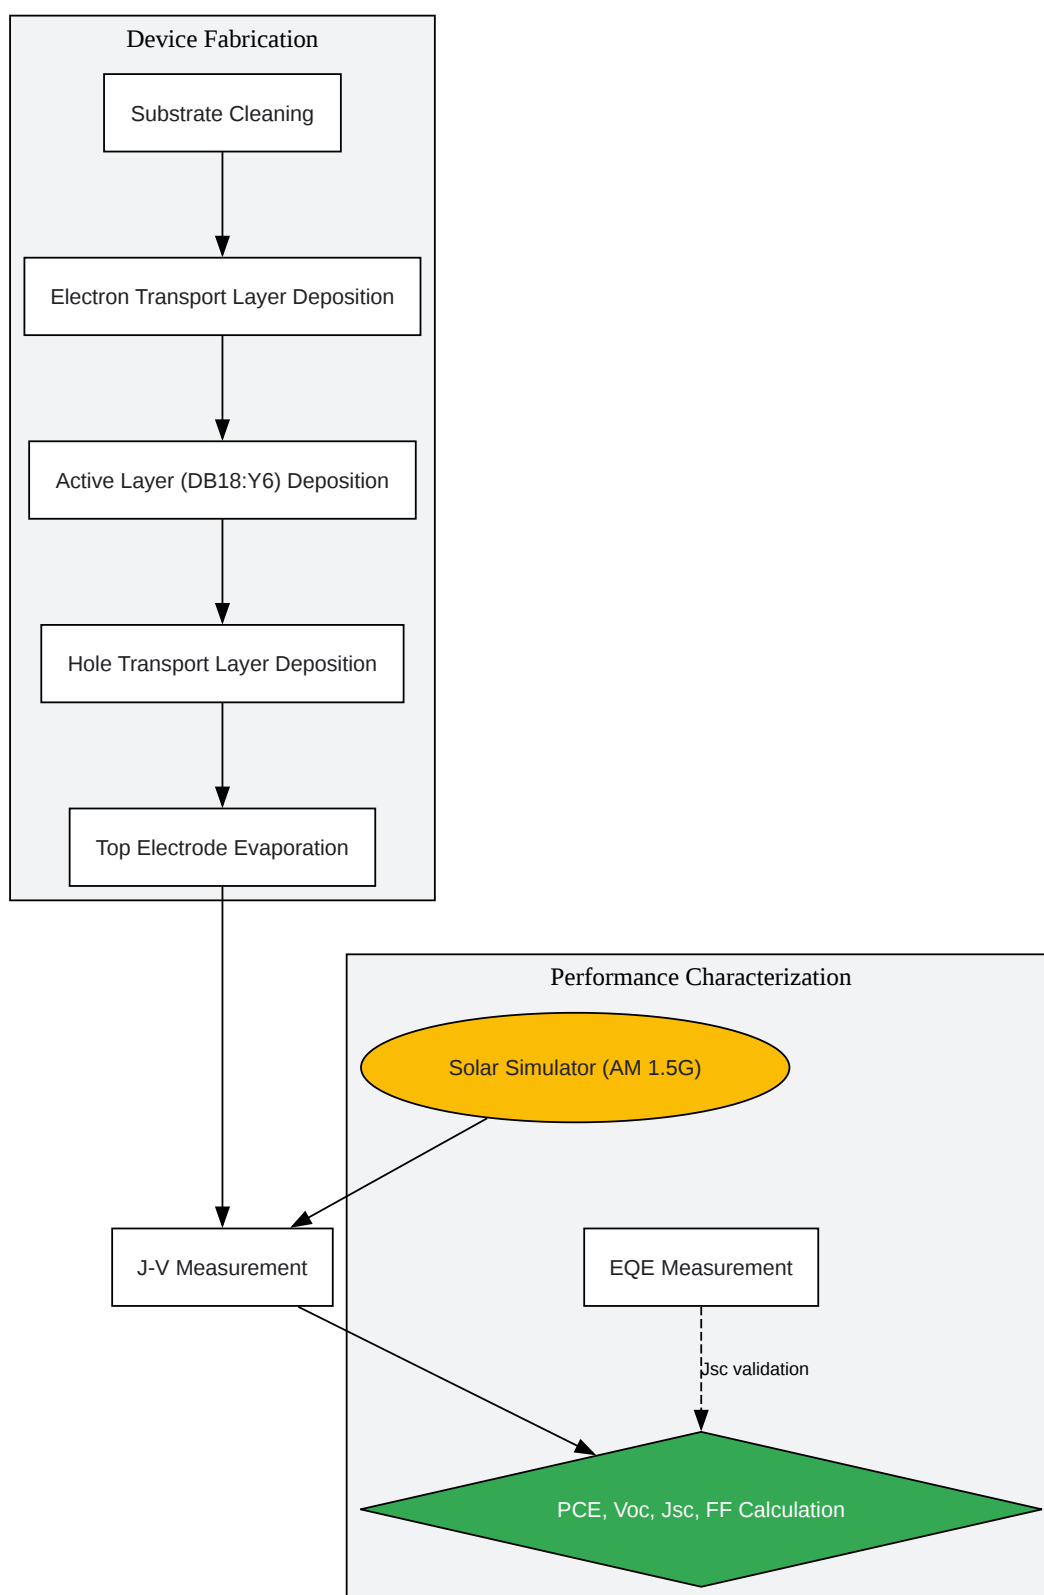 Device Fabrication
Substrate Cleaning
Electron Transport Layer Deposition
Active Layer (DB18:Y6) Deposition
Hole Transport Layer Deposition
Top Electrode Evaporation
Performance Characterization
Solar Simulator (AM 1.5G)
J-V Measurement
EQE Measurement
Jsc validation
PCE, Voc, Jsc, FF Calculation